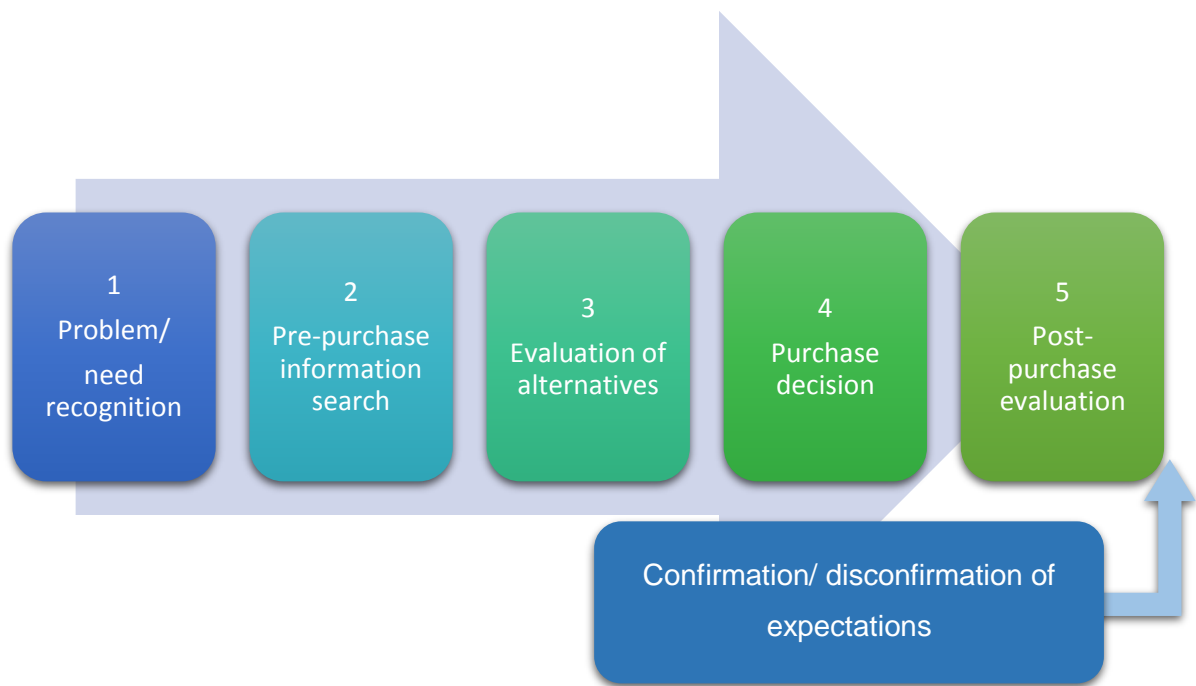 1
Problem/
need
recognition
2
Pre-purchase
information
search
3
Evaluation of
alternatives
4
Purchase
decision
5
Post-
purchase
evaluation
Confirmation/ disconfirmation of
expectations